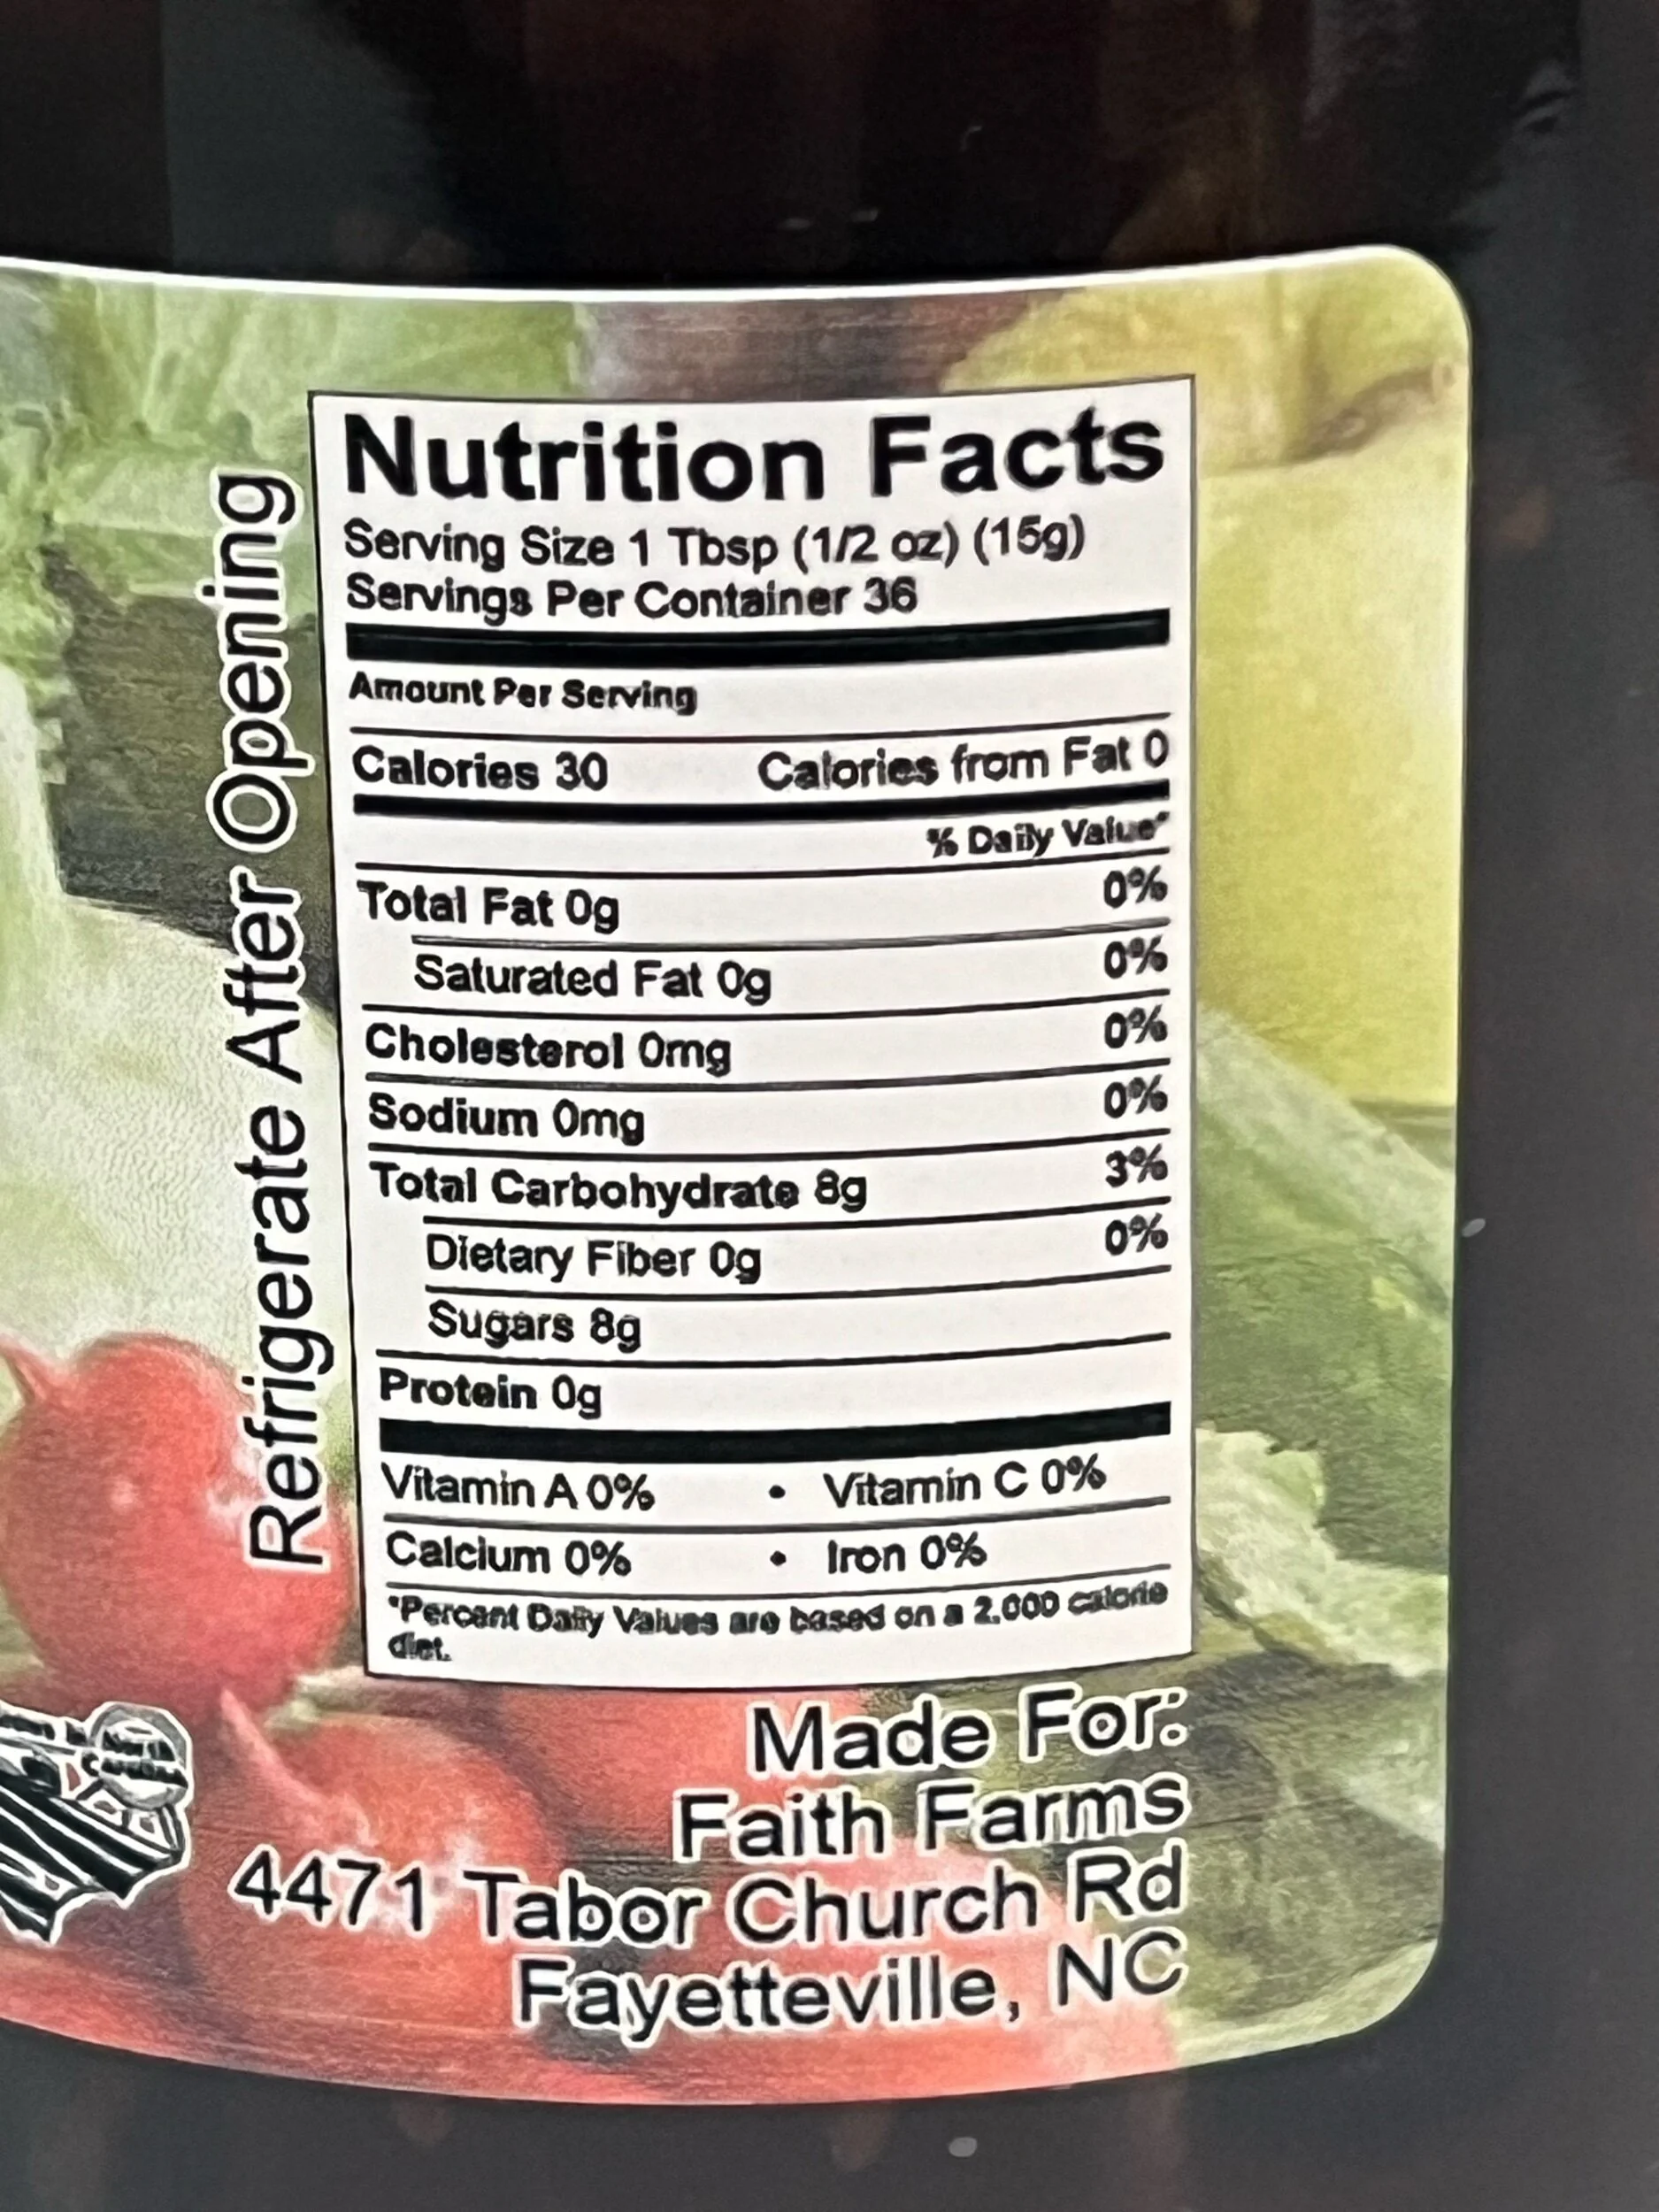 Refrigerate After Opening
Nutrition Facts
Serving Size 1 Tbsp (1/2 oz) (15g)
Servings Per Container 36
Amount Per Serving
Calories 30 Calories from Fat 0
% Daily Value*
Total Fat 0g 0%
Saturated Fat 0g 0%
Cholesterol 0mg 0%
Sodium 0mg 0%
Total Carbohydrate 8g 3%
Dietary Fiber 0g 0%
Sugars 8g
Protein 0g
Vitamin A 0% • Vitamin C 0%
Calcium 0% • Iron 0%
*Percent Daily Values are based on a 2,000 calorie
diet.
North
Carolina
Made For:
Faith Farms
4471 Tabor Church Rd
Fayetteville, NC